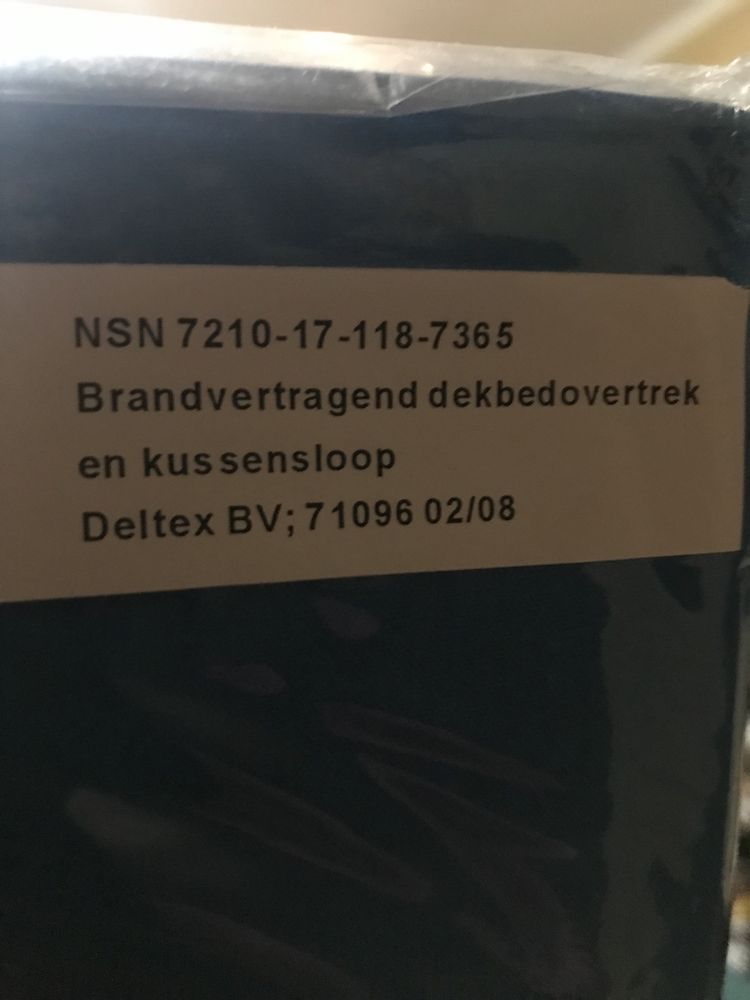 NSN 7210-17-118-7365
Brandvertragend dekbedovertrek
en kussensloop
Deltex BV; 71096 02/08